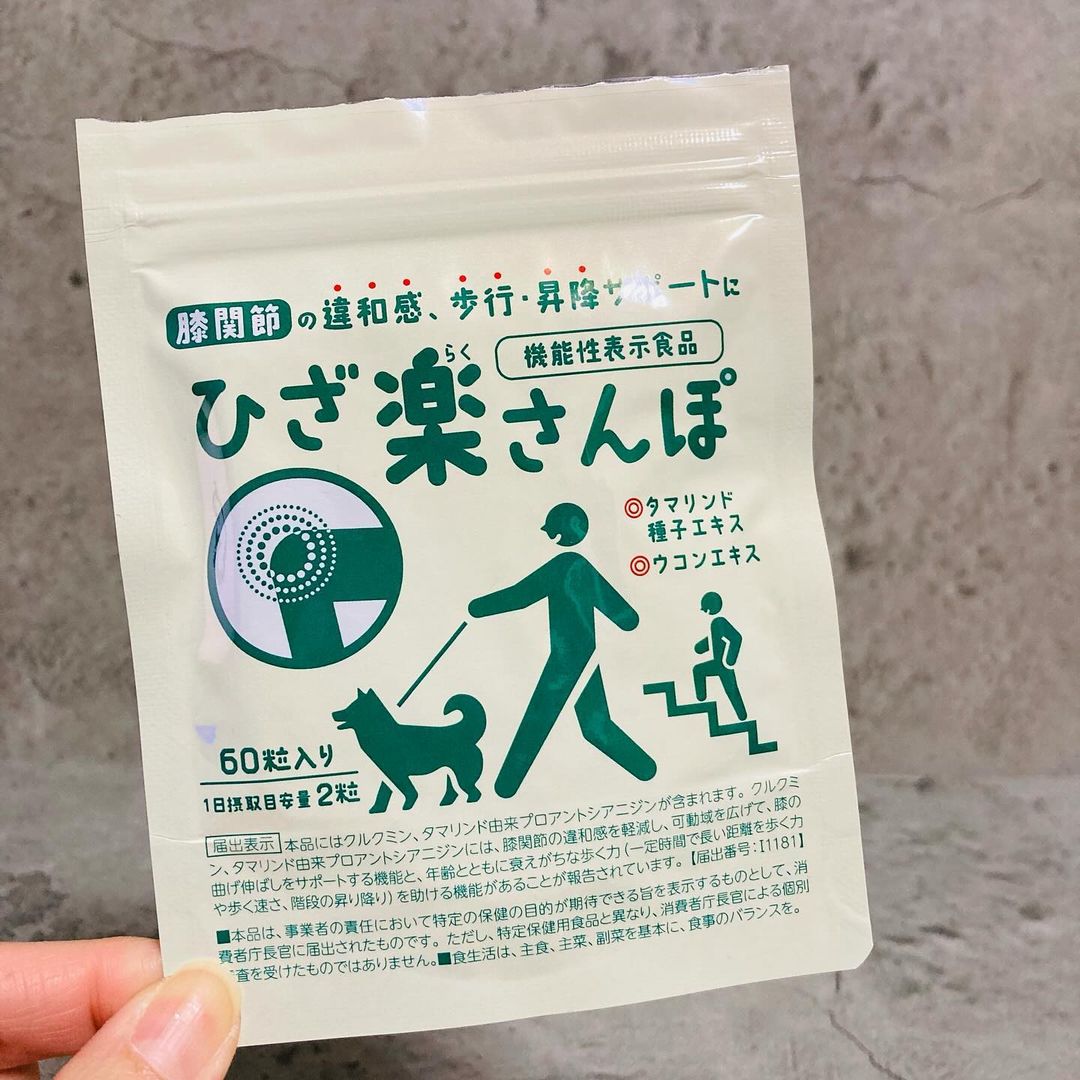 膝関節の違和感、歩行・昇降サポートに
らく
機能性表示食品
ひざ楽さんぽ
◎タマリンド
種子エキス
◎ウコンエキス
60粒入り
1日摂取目安量2粒
届出表示 本品にはクルクミン、タマリンド由来プロアントシアニジンが含まれます。クルクミ
ン、タマリンド由来プロアントシアニジンには、膝関節の違和感を軽減し、可動域を広げて、膝の
曲げ伸ばしをサポートする機能と、年齢とともに衰えがちな歩く力(一定時間で長い距離を歩く力
や歩く速さ、階段の昇り降り)を助ける機能があることが報告されています。【届出番号:I1181】
■本品は、事業者の責任において特定の保健の目的が期待できる旨を表示するものとして、消
費者庁長官に届出されたものです。ただし、特定保健用食品と異なり、消費者庁長官による個別
査を受けたものではありません。■食生活は、主食、主菜、副菜を基本に、食事のバランスを。